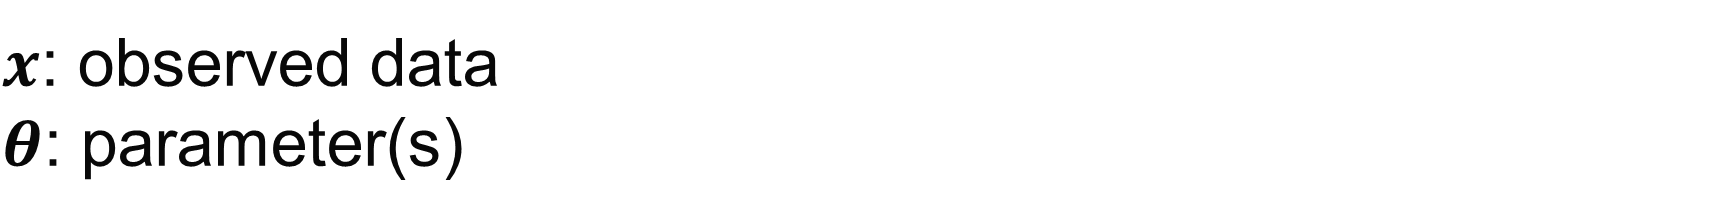 x: observed data
θ: parameter(s)